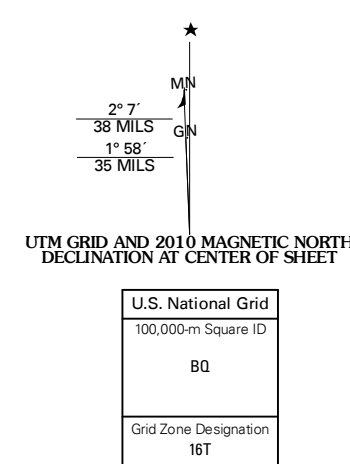 MN
2° 7´
38 MILS
GN
1° 58´
35 MILS
UTM GRID AND 2010 MAGNETIC NORTH
DECLINATION AT CENTER OF SHEET
U.S. National Grid
100,000-m Square ID
BQ
Grid Zone Designation
16T